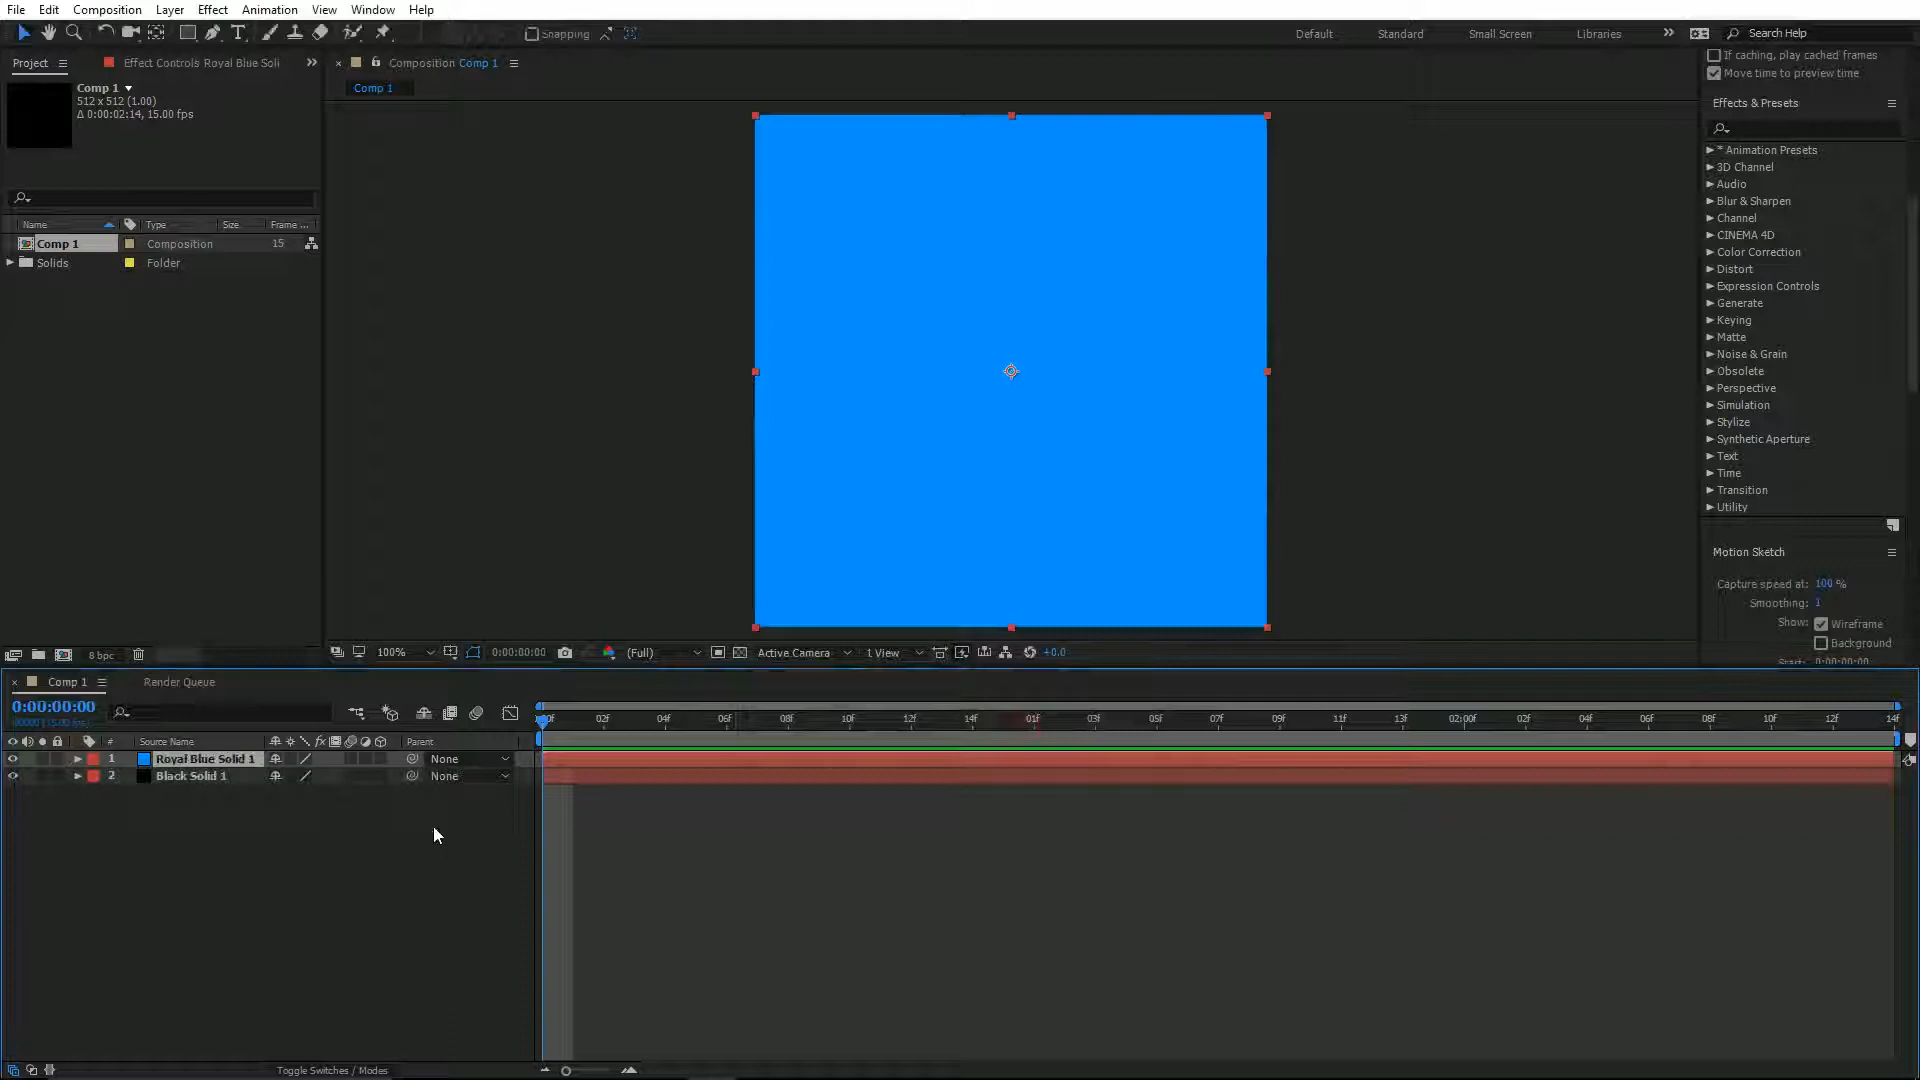 File Edit Composition Layer Effect Animation View Window Help
Snapping Default Standard Small Screen Libraries » Search Help
Project Effect Controls Royal Blue Soli »
Composition Comp 1
Comp 1
Comp 1
512 x 512 (1.00)
Δ 0:00:02:14, 15.00 fps
Name Type Size Frame ...
Comp 1 Composition 15
Solids Folder
8 bpc
100% 0:00:00:00 (Full) Active Camera 1 View +0.0
If caching, play cached frames
Move time to preview time
Effects & Presets
* Animation Presets
3D Channel
Audio
Blur & Sharpen
Channel
CINEMA 4D
Color Correction
Distort
Expression Controls
Generate
Keying
Matte
Noise & Grain
Obsolete
Perspective
Simulation
Stylize
Synthetic Aperture
Text
Time
Transition
Utility
Motion Sketch
Capture speed at: 100 %
Smoothing: 1
Show: Wireframe
Background
Start: 0:00:00:00
Comp 1 Render Queue
0:00:00:00
02f 04f 06f 08f 10f 12f 14f 01f 03f 05f 07f 09f 11f 13f 02:00f 02f 04f 06f 08f 10f 12f 14f
# Source Name fx Parent
1 Royal Blue Solid 1 None
2 Black Solid 1 None
Toggle Switches / Modes